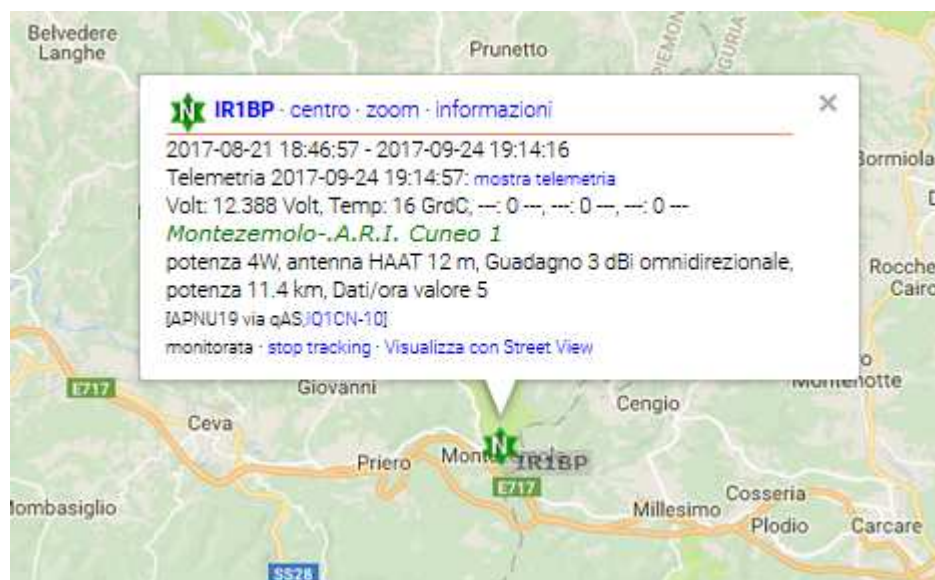 Belvedere
Langhe
Prunetto
PIEMON
LIGURIA
IR1BP · centro · zoom · informazioni
2017-08-21 18:46:57 - 2017-09-24 19:14:16
Telemetria 2017-09-24 19:14:57: mostra telemetria
Volt: 12.388 Volt, Temp: 16 GrdC, ---: 0 ---, ---: 0 ---, ---: 0 ---
Montezemolo-.A.R.I. Cuneo 1
potenza 4W, antenna HAAT 12 m, Guadagno 3 dBi omnidirezionale,
potenza 11.4 km, Dati/ora valore 5
[APNU19 via qAS,IQ1CN-10]
monitorata · stop tracking · Visualizza con Street View
Bormiola
Rocche
Cairo
Montenotte
E717
Giovanni
Cengio
Ceva
Priero
N
IR1BP
E717
Mombasiglio
Millesimo
Cosseria
Plodio
Carcare
SS28